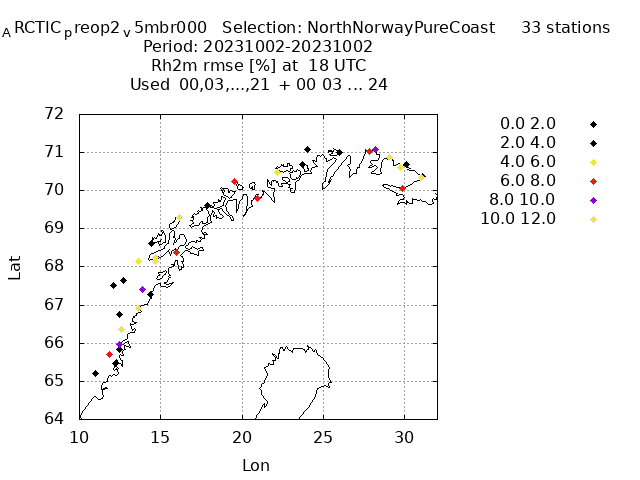 ARCTICpreop2v5mbr000 Selection: NorthNorwayPureCoast 33 stations
Period: 20231002-20231002
Rh2m rmse [%] at 18 UTC
Used 00,03,...,21 + 00 03 ... 24
0.0 2.0
2.0 4.0
4.0 6.0
6.0 8.0
8.0 10.0
10.0 12.0
72
71
70
69
68
67
66
65
64
Lat
10 15 20 25 30
Lon